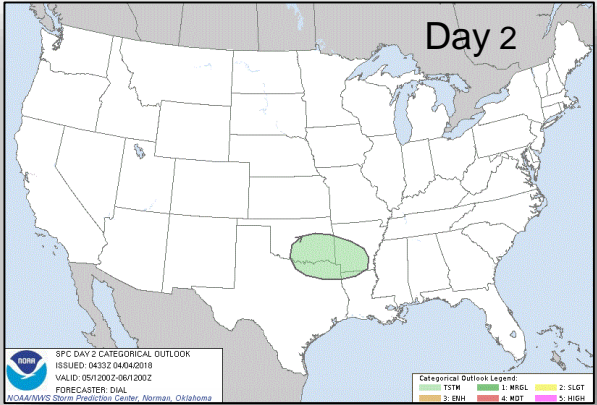 Day 2
SPC DAY 2 CATEGORICAL OUTLOOK
ISSUED: 0433Z 04/04/2018
VALID: 05/1200Z-06/1200Z
FORECASTER: DIAL
NOAA/NWS Storm Prediction Center, Norman, Oklahoma
NOAA
Categorical Outlook Legend:
TSTM 1: MRGL 2: SLGT
3: ENH 4: MDT 5: HIGH